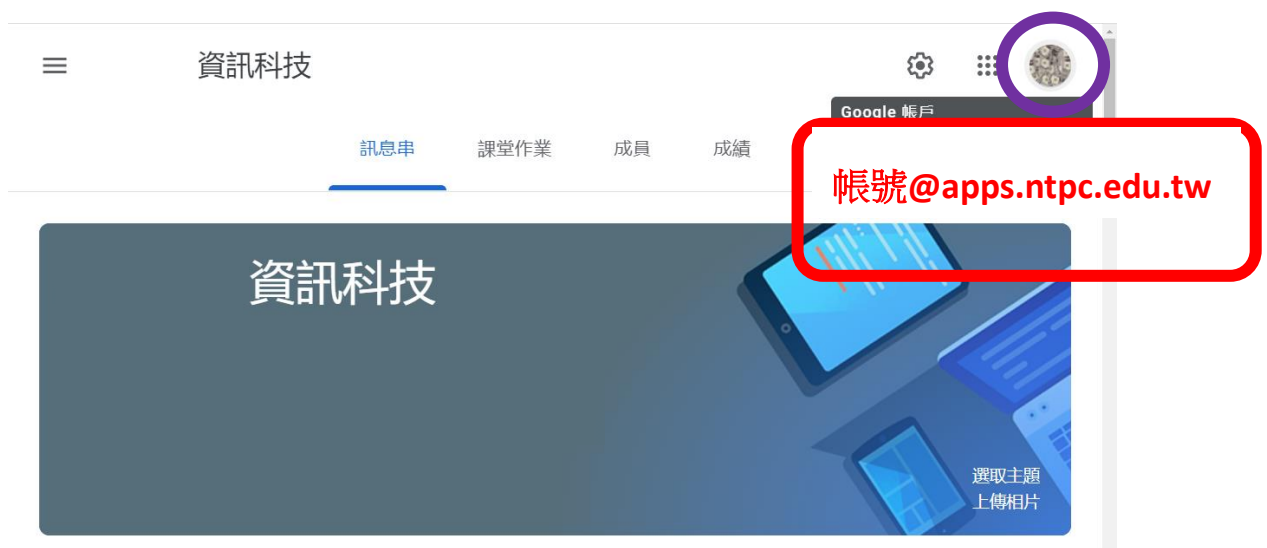 資訊科技
Google 帳戶
訊息串 課堂作業 成員 成績
帳號@apps.ntpc.edu.tw
資訊科技
選取主題
上傳相片